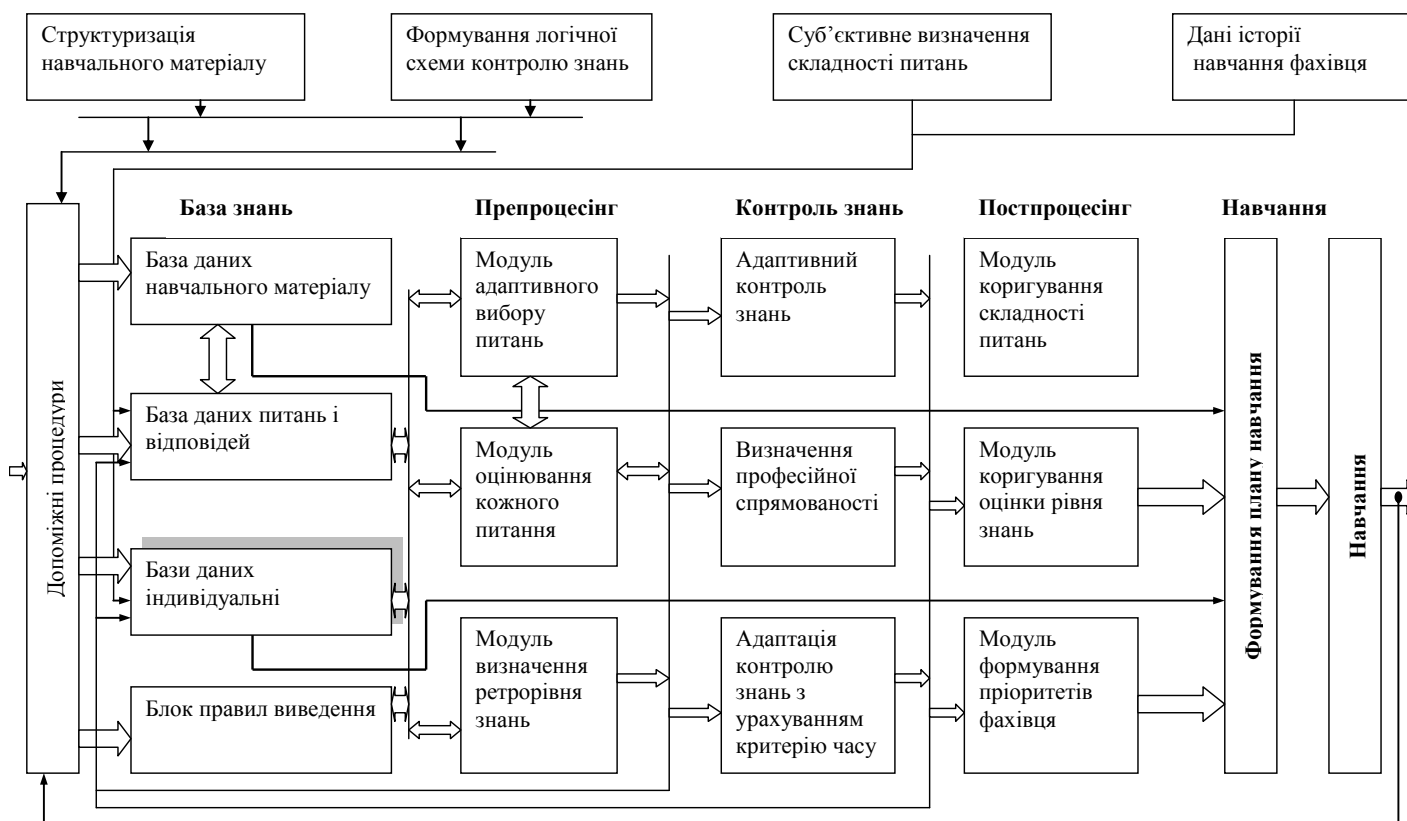 Структуризація
навчального матеріалу
Формування логічної
схеми контролю знань
Суб’єктивне визначення
складності питань
Дані історії
навчання фахівця
База знань
Препроцесінг
Контроль знань
Постпроцесінг
Навчання
Допоміжні процедури
База даних
навчального матеріалу
База даних питань і
відповідей
Бази даних
індивідуальні
Блок правил виведення
Модуль
адаптивного
вибору
питань
Модуль
оцінювання
кожного
питання
Модуль
визначення
ретрорівня
знань
Адаптивний
контроль
знань
Визначення
професійної
спрямованості
Адаптація
контролю
знань з
урахуванням
критерію часу
Модуль
коригування
складності
питань
Модуль
коригування
оцінки рівня
знань
Модуль
формування
пріоритетів
фахівця
Формування плану навчання
Навчання